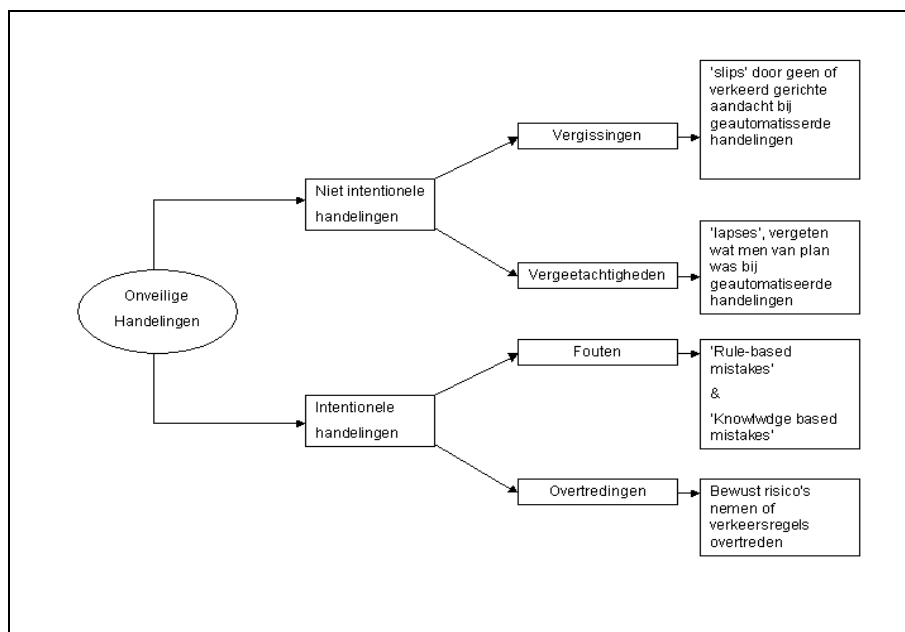 Onveilige
Handelingen
Niet intentionele
handelingen
Vergissingen
'slips' door geen of
verkeerd gerichte
aandacht bij
geautomatisserde
handelingen
Vergeetachtigheden
'lapses', vergeten
wat men van plan
was bij
geautomatiseerde
handelingen
Intentionele
handelingen
Fouten
'Rule-based
mistakes'
&
'Knowlwdge based
mistakes'
Overtredingen
Bewust risico's
nemen of
verkeersregels
overtreden